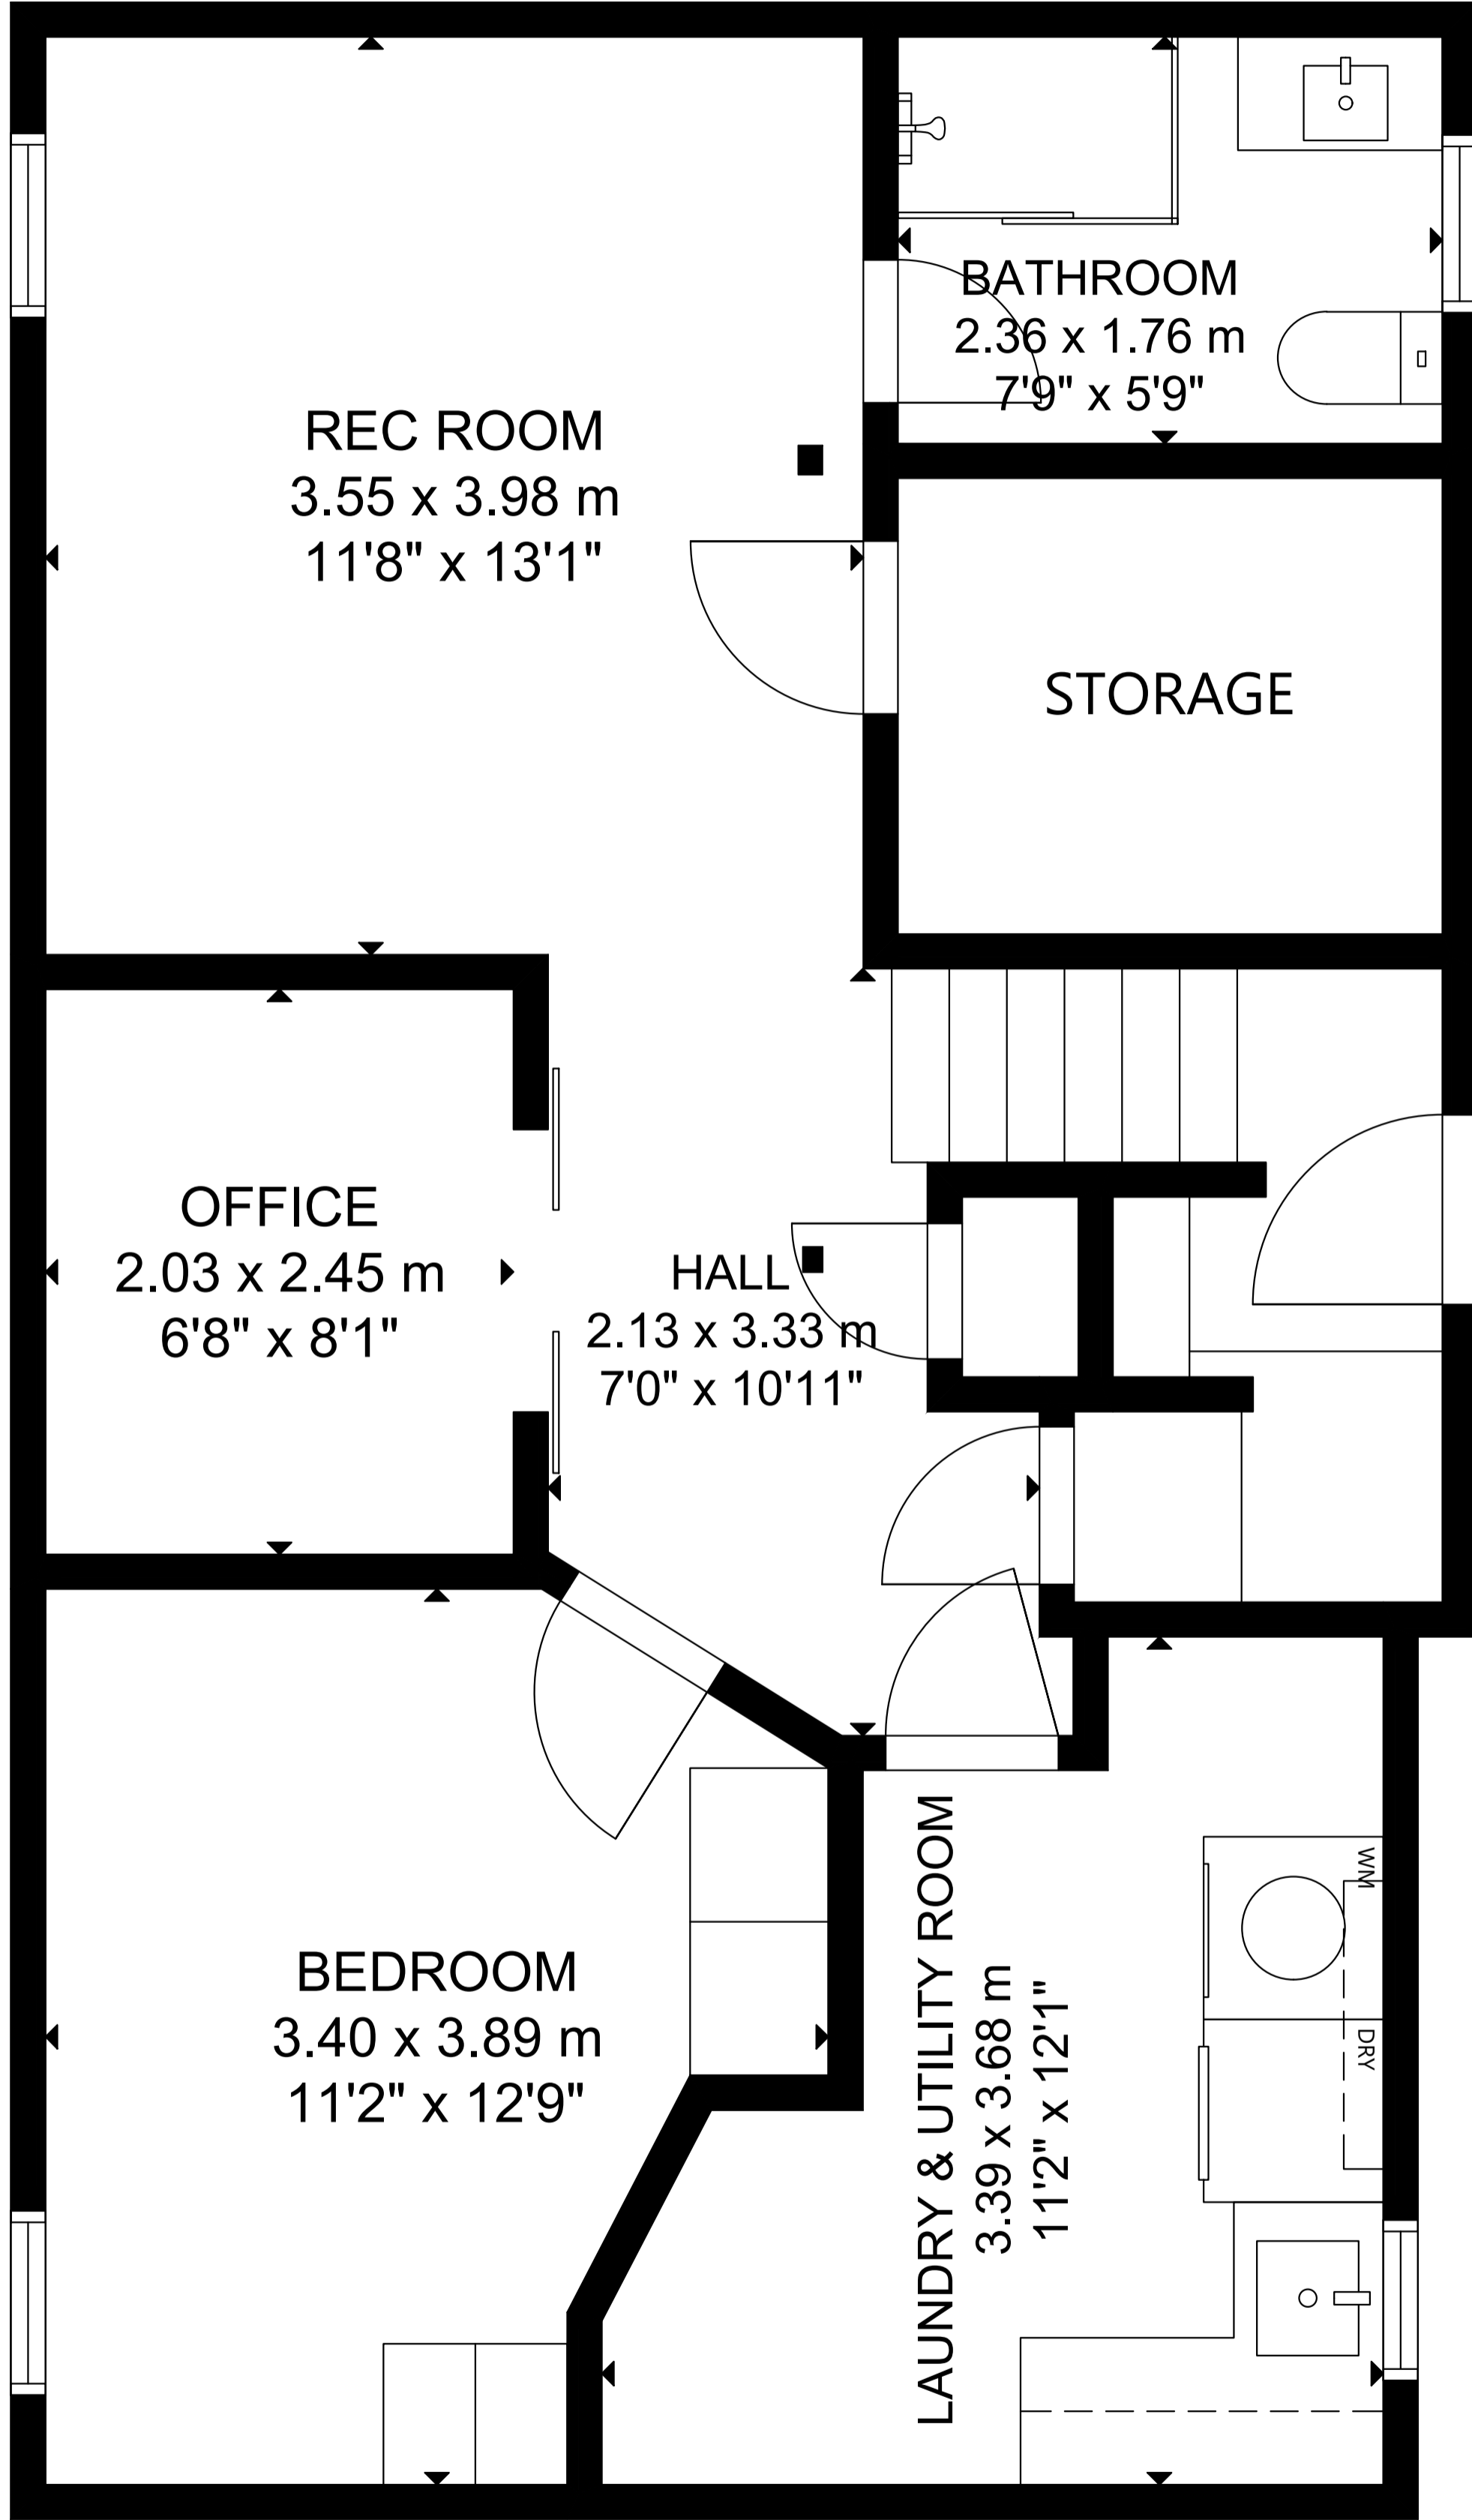 BATHROOM
2.36 x 1.76 m
7'9" x 5'9"
REC ROOM
3.55 x 3.98 m
11'8" x 13'1"
STORAGE
OFFICE
2.03 x 2.45 m
6'8" x 8'1"
HALL
2.13 x 3.33 m
7'0" x 10'11"
BEDROOM
3.40 x 3.89 m
11'2" x 12'9"
LAUNDRY & UTILITY ROOM
3.39 x 3.68 m
11'2" x 12'1"
WM
DRY